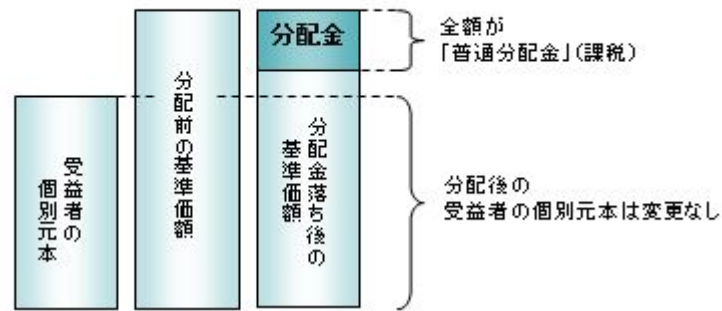 受益者の
個別元本
分配前の基準価額
分配金
分配金落ち後の
基準価額
全額が
「普通分配金」(課税)
分配後の
受益者の個別元本は変更なし